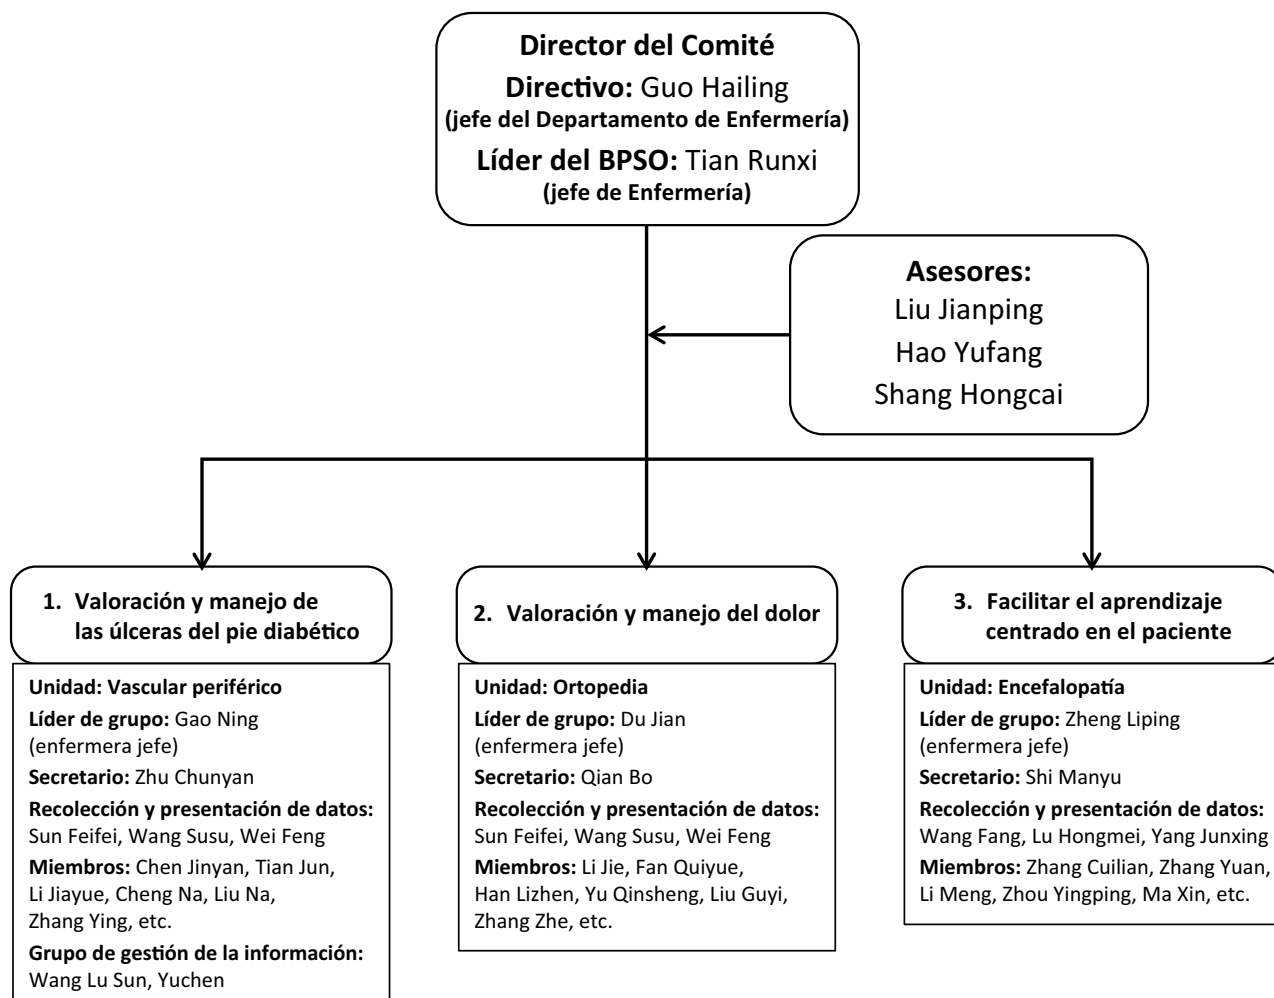 Director del Comité
Directivo: Guo Hailing
(jefe del Departamento de Enfermería)
Líder del BPSO: Tian Runxi
(jefe de Enfermería)
Asesores:
Liu Jianping
Hao Yufang
Shang Hongcai
1. Valoración y manejo de
las úlceras del pie diabético
Unidad: Vascular periférico
Líder de grupo: Gao Ning
(enfermera jefe)
Secretario: Zhu Chunyan
Recolección y presentación de datos:
Sun Feifei, Wang Susu, Wei Feng
Miembros: Chen Jinyan, Tian Jun,
Li Jiayue, Cheng Na, Liu Na,
Zhang Ying, etc.
Grupo de gestión de la información:
Wang Lu Sun, Yuchen
2. Valoración y manejo del dolor
Unidad: Ortopedia
Líder de grupo: Du Jian
(enfermera jefe)
Secretario: Qian Bo
Recolección y presentación de datos:
Sun Feifei, Wang Susu, Wei Feng
Miembros: Li Jie, Fan Quiyue,
Han Lizhen, Yu Qinsheng, Liu Guyi,
Zhang Zhe, etc.
3. Facilitar el aprendizaje
centrado en el paciente
Unidad: Encefalopatía
Líder de grupo: Zheng Liping
(enfermera jefe)
Secretario: Shi Manyu
Recolección y presentación de datos:
Wang Fang, Lu Hongmei, Yang Junxing
Miembros: Zhang Cuilian, Zhang Yuan,
Li Meng, Zhou Yingping, Ma Xin, etc.